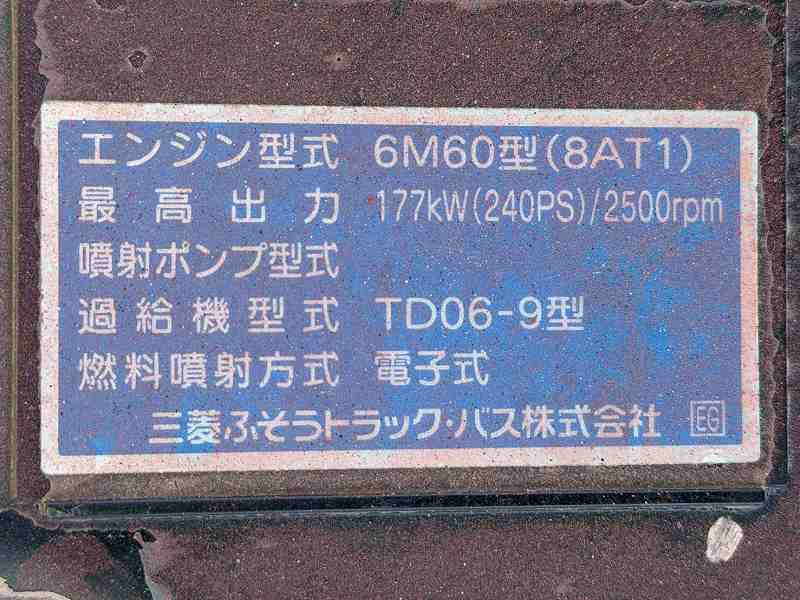 エンジン型式 6M60型(8AT1)
最高出力 177kW(240PS)/2500rpm
噴射ポンプ型式
過給機型式 TD06-9型
燃料噴射方式 電子式
三菱ふそうトラック・バス株式会社 EG